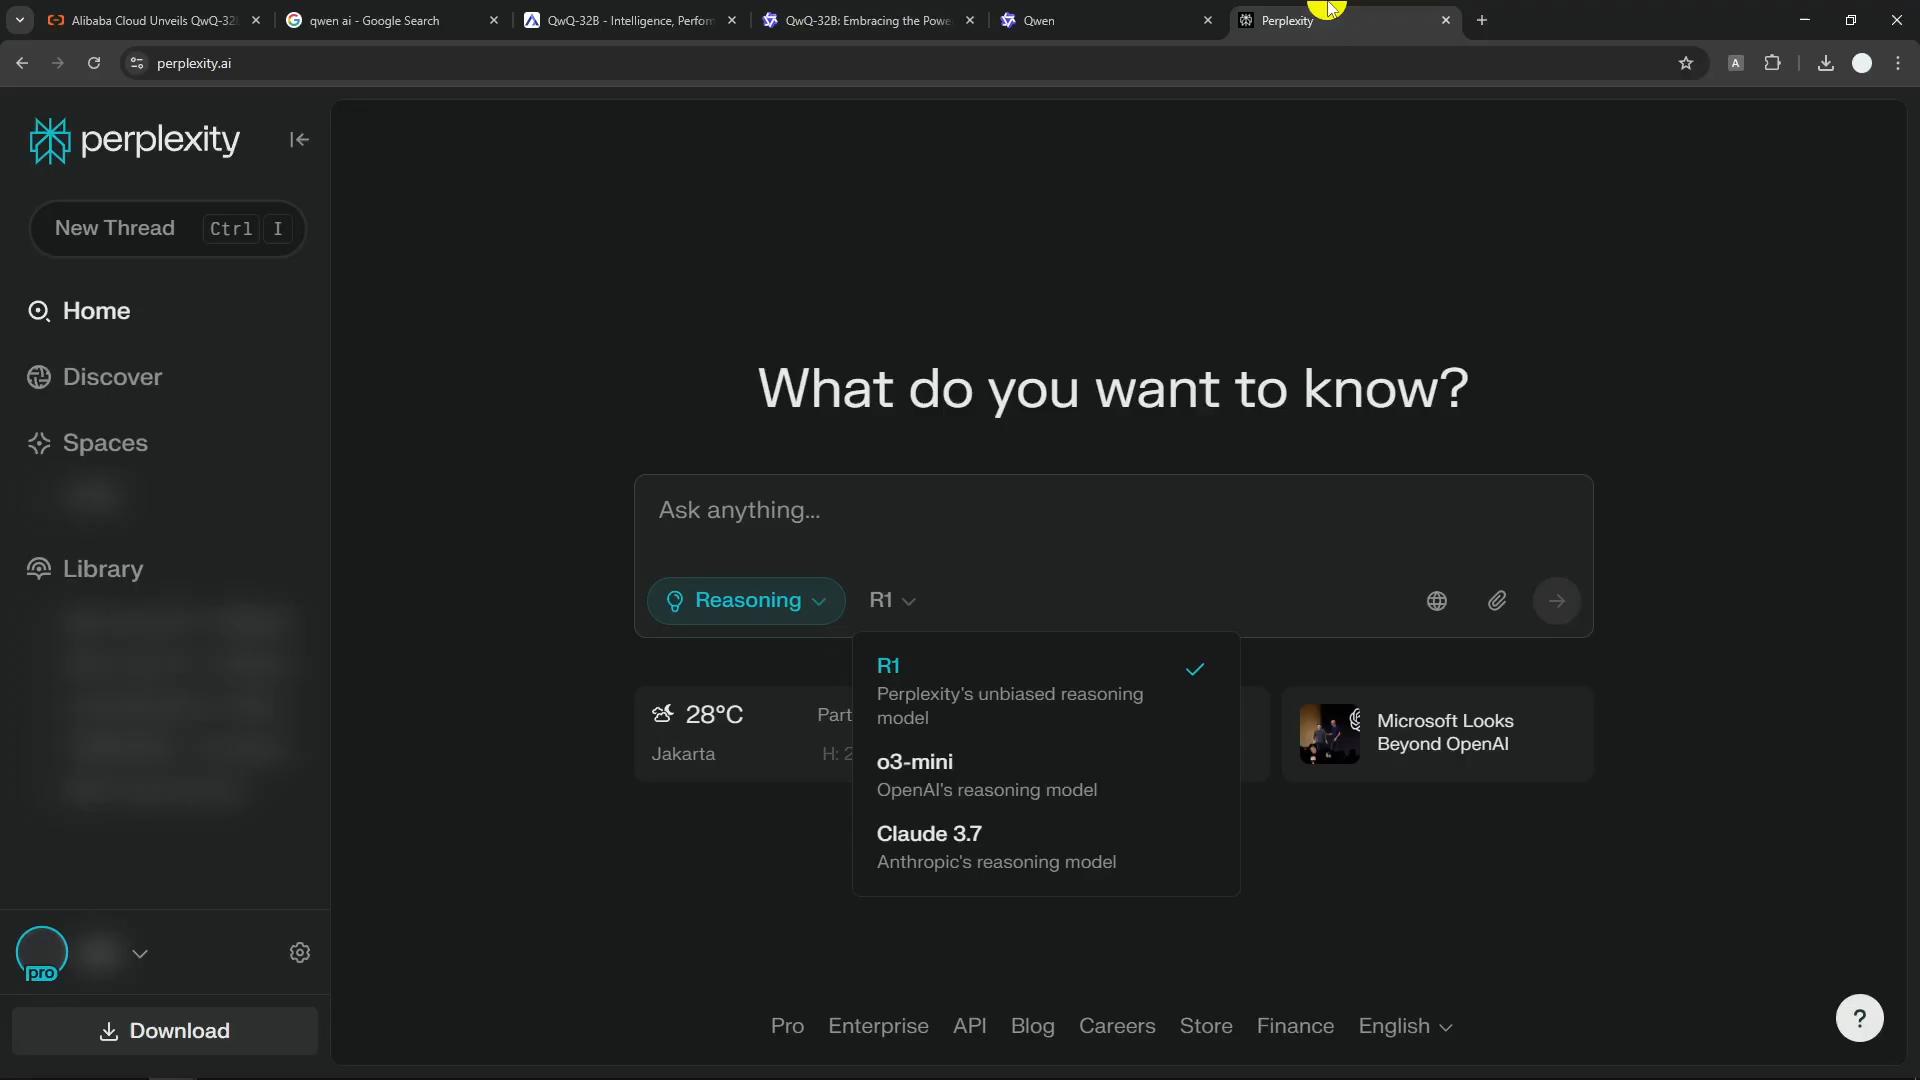 Alibaba Cloud Unveils QwQ-32
qwen ai - Google Search
QwQ-32B - Intelligence, Perfor
QwQ-32B: Embracing the Powe
Qwen
Perplexity
perplexity.ai
A
perplexity
New Thread Ctrl I
Home
Discover
Spaces
Library
pro
Download
What do you want to know?
Ask anything...
Reasoning
R1
R1
Perplexity's unbiased reasoning
model
o3-mini
OpenAI's reasoning model
Claude 3.7
Anthropic's reasoning model
28°C Part
Jakarta H: 2
Microsoft Looks
Beyond OpenAI
Pro Enterprise API Blog Careers Store Finance English
?